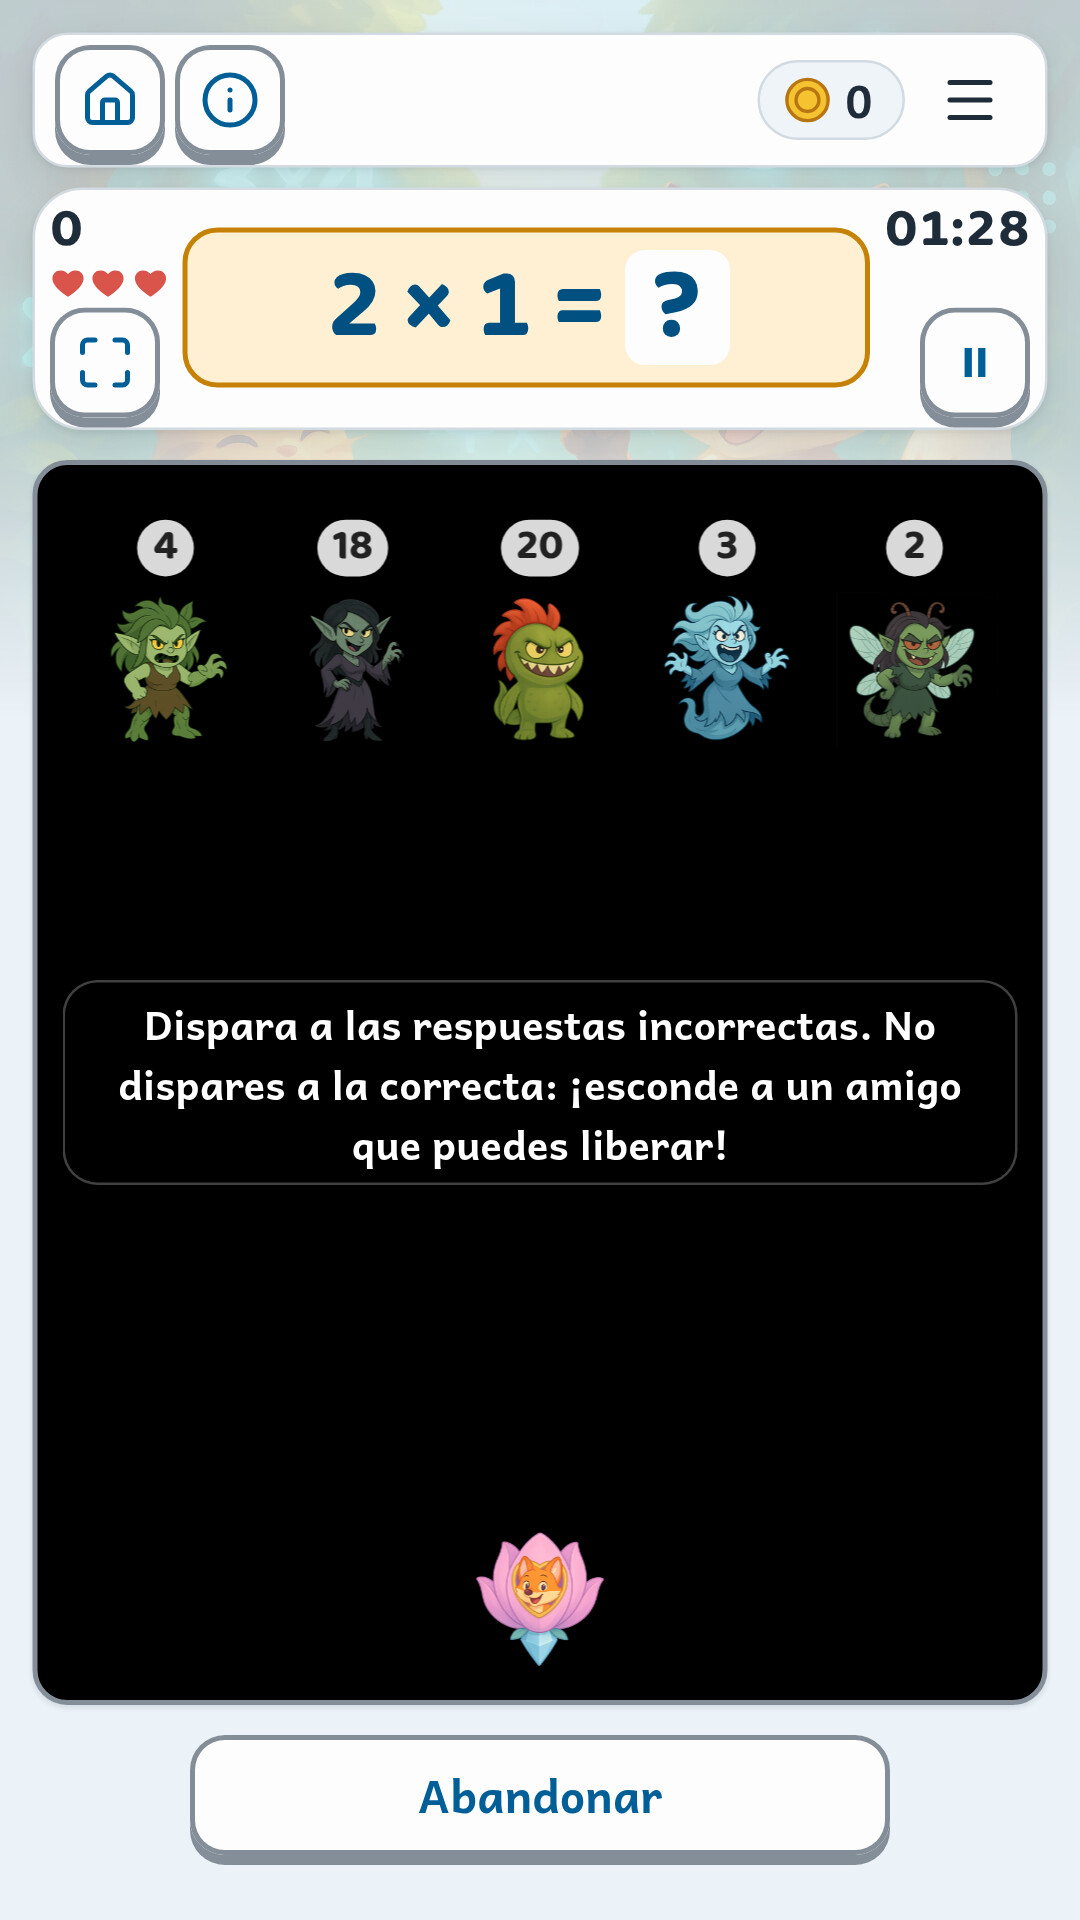 0
0
01:28
2 × 1 = ?
4
18
20
3
2
Dispara a las respuestas incorrectas. No
dispares a la correcta: ¡esconde a un amigo
que puedes liberar!
Abandonar